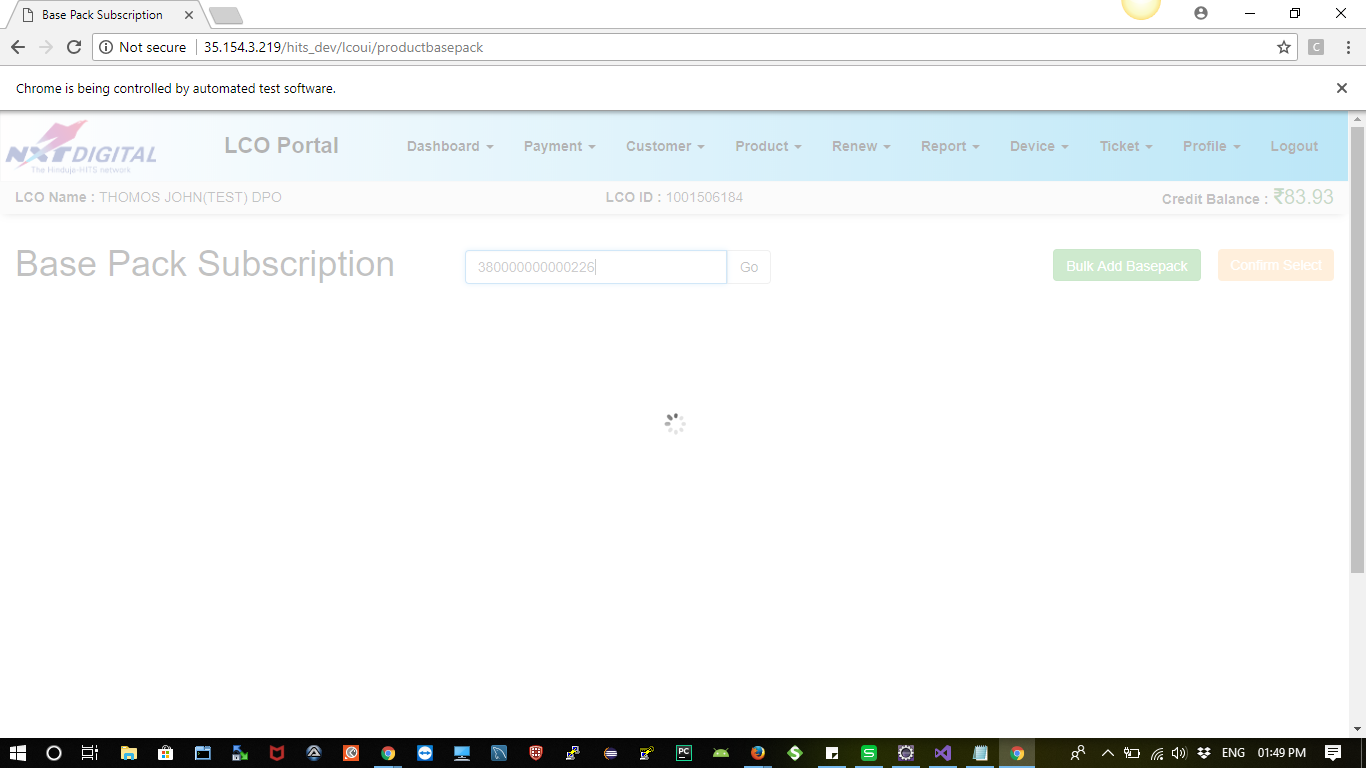 Base Pack Subscription
Not secure 35.154.3.219/hits_dev/lcoui/productbasepack C
Chrome is being controlled by automated test software.
NXTDIGITAL
The Hinduja-HITS network
LCO Portal Dashboard Payment Customer Product Renew Report Device Ticket Profile Logout
LCO Name : THOMOS JOHN(TEST) DPO LCO ID : 1001506184 Credit Balance : ₹83.93
Base Pack Subscription 380000000000226 Go Bulk Add Basepack Confirm Select
PC S S ENG 01:49 PM